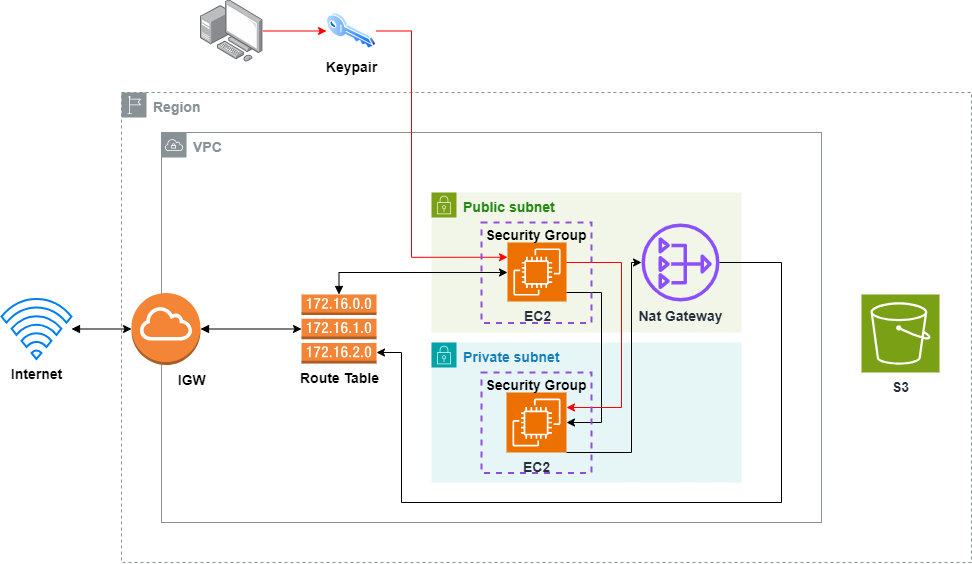 Keypair
Region
VPC
Public subnet
Security Group
EC2
Nat Gateway
172.16.0.0
172.16.1.0
172.16.2.0
Route Table
Internet
IGW
Private subnet
Security Group
EC2
S3